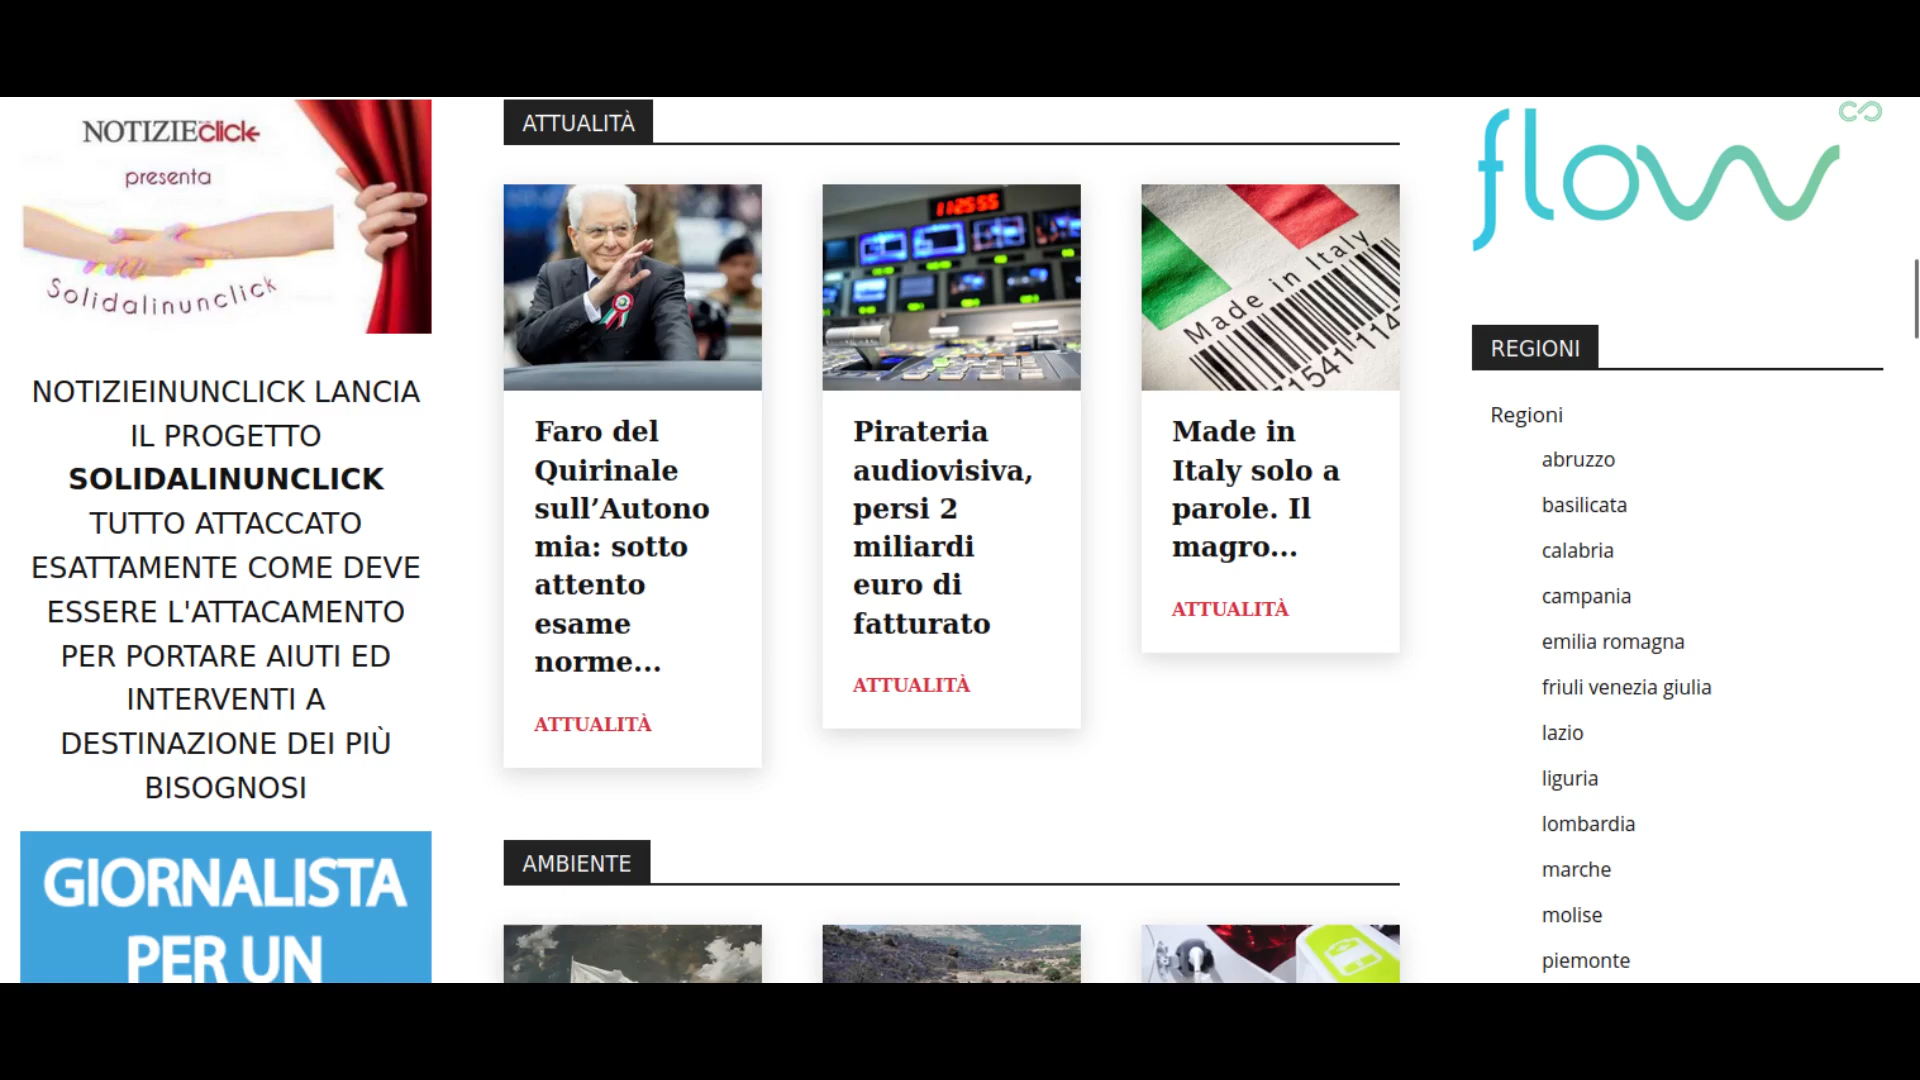 NOTIZIEclick
presenta
Solidalinunclick
NOTIZIEINUNCLICK LANCIA
IL PROGETTO
SOLIDALINUNCLICK
TUTTO ATTACCATO
ESATTAMENTE COME DEVE
ESSERE L'ATTACAMENTO
PER PORTARE AIUTI ED
INTERVENTI A
DESTINAZIONE DEI PIÙ
BISOGNOSI
GIORNALISTA
PER UN
ATTUALITÀ
Faro del
Quirinale
sull’Autono
mia: sotto
attento
esame
norme...
ATTUALITÀ
11:25:55
Pirateria
audiovisiva,
persi 2
miliardi
euro di
fatturato
ATTUALITÀ
Made in Italy
Made in
Italy solo a
parole. Il
magro...
ATTUALITÀ
AMBIENTE
flow
REGIONI
Regioni
abruzzo
basilicata
calabria
campania
emilia romagna
friuli venezia giulia
lazio
liguria
lombardia
marche
molise
piemonte